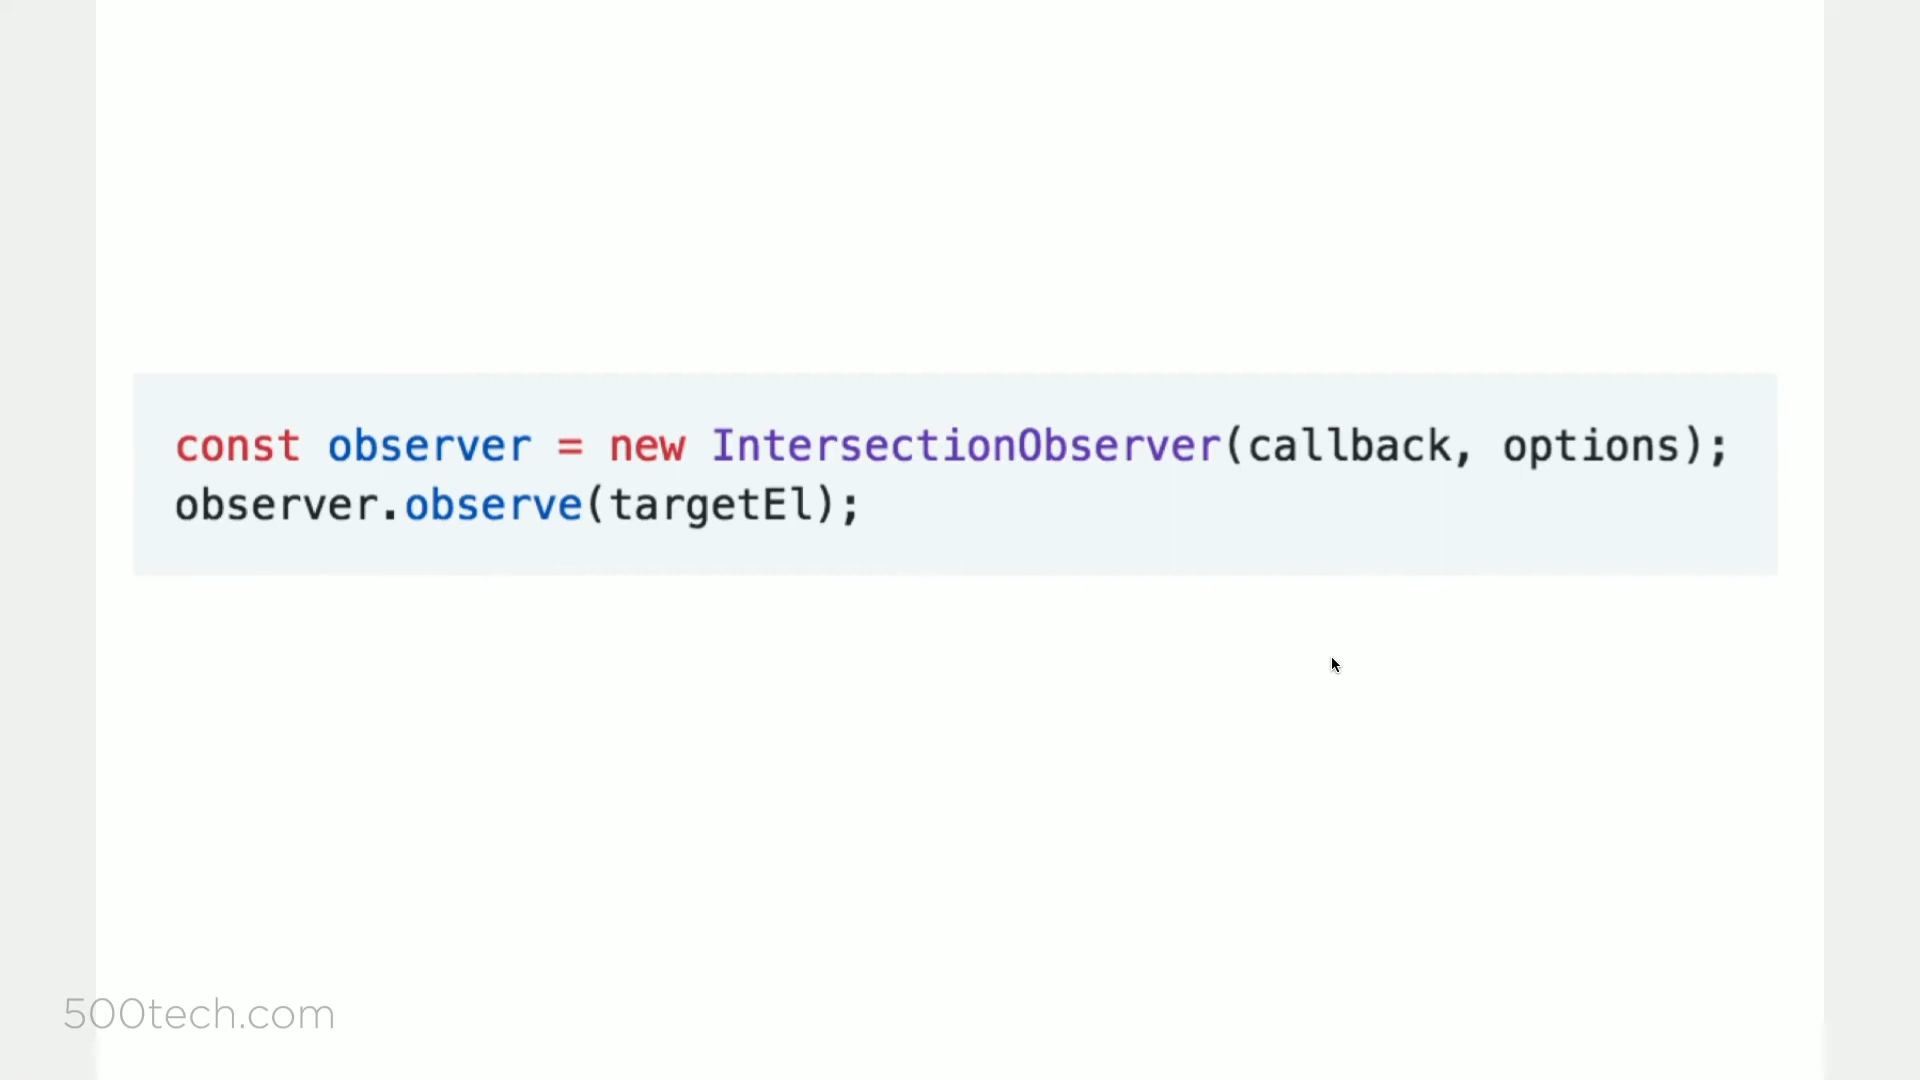 const observer = new IntersectionObserver(callback, options);
observer.observe(targetEl);
500tech.com